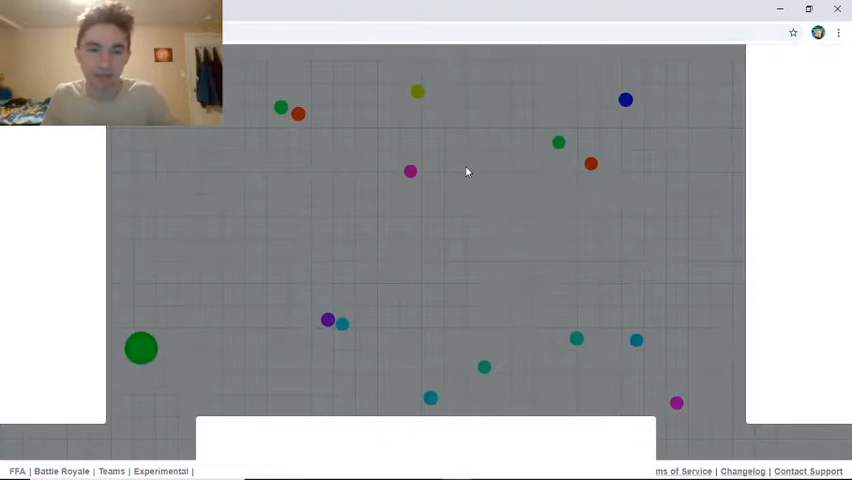 FFA | Battle Royale | Teams | Experimental |
ms of Service | Changelog | Contact Support